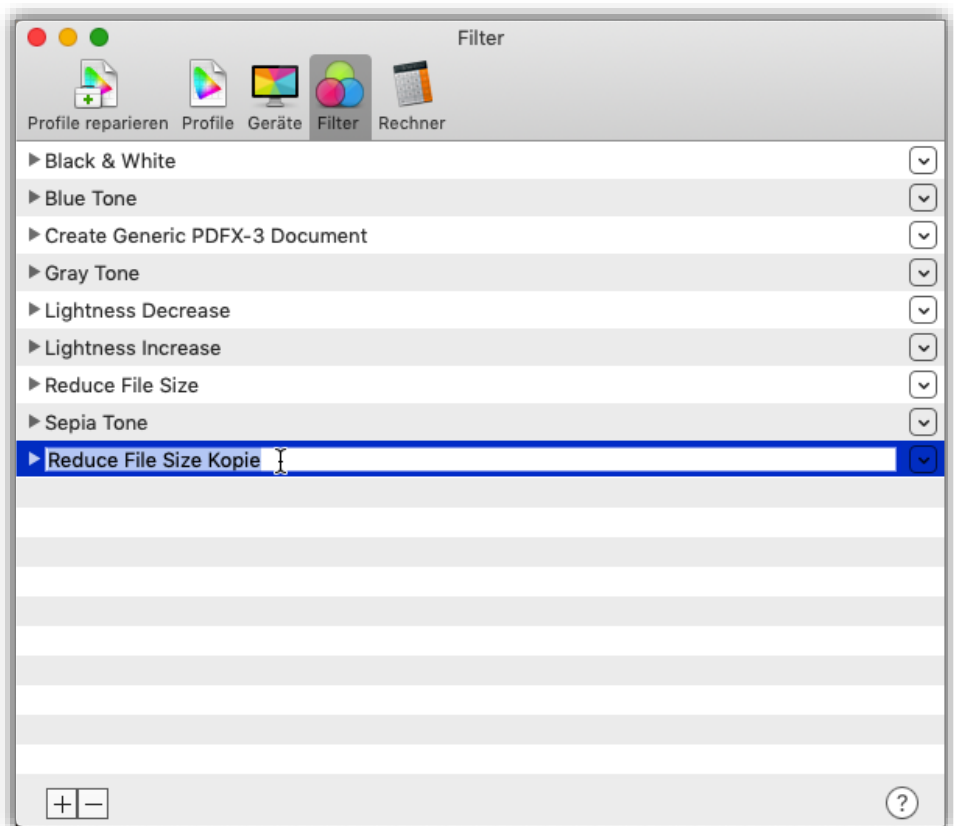 Filter
Profile reparieren Profile Geräte Filter Rechner
Black & White
Blue Tone
Create Generic PDFX-3 Document
Gray Tone
Lightness Decrease
Lightness Increase
Reduce File Size
Sepia Tone
Reduce File Size Kopie
+ − ?